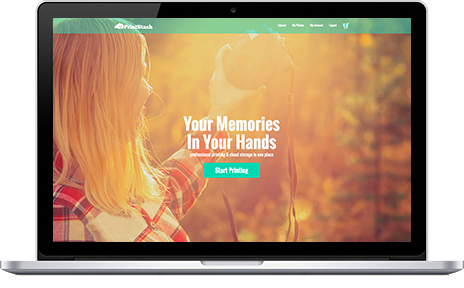 PrintStash
Upload My Photos My Account Logout
Your Memories
In Your Hands
professional printing & cloud storage in one place
Start Printing